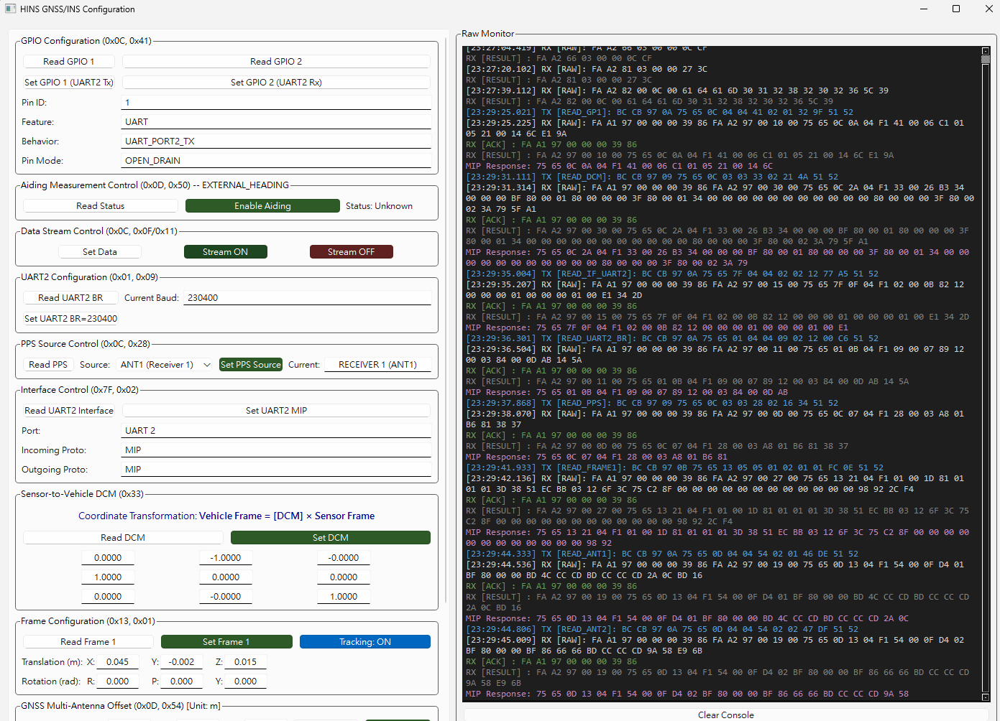 HINS GNSS/INS Configuration
GPIO Configuration (0x0C, 0x41)
Read GPIO 1
Read GPIO 2
Set GPIO 1 (UART2 Tx)
Set GPIO 2 (UART2 Rx)
Pin ID: 1
Feature: UART
Behavior: UART_PORT2_TX
Pin Mode: OPEN_DRAIN
Aiding Measurement Control (0x0D, 0x50) -- EXTERNAL_HEADING
Read Status
Enable Aiding
Status: Unknown
Data Stream Control (0x0C, 0x0F/0x11)
Set Data
Stream ON
Stream OFF
UART2 Configuration (0x01, 0x09)
Read UART2 BR
Current Baud: 230400
Set UART2 BR=230400
PPS Source Control (0x0C, 0x28)
Read PPS
Source: ANT1 (Receiver 1)
Set PPS Source
Current: RECEIVER 1 (ANT1)
Interface Control (0x7F, 0x02)
Read UART2 Interface
Set UART2 MIP
Port: UART 2
Incoming Proto: MIP
Outgoing Proto: MIP
Sensor-to-Vehicle DCM (0x33)
Coordinate Transformation: Vehicle Frame = [DCM] × Sensor Frame
Read DCM
Set DCM
0.0000 -1.0000 -0.0000
1.0000 0.0000 0.0000
0.0000 -0.0000 1.0000
Frame Configuration (0x13, 0x01)
Read Frame 1
Set Frame 1
Tracking: ON
Translation (m): X: 0.045 Y: -0.002 Z: 0.015
Rotation (rad): R: 0.000 P: 0.000 Y: 0.000
GNSS Multi-Antenna Offset (0x0D, 0x54) [Unit: m]
Raw Monitor
[23:27:04.419] RX [RAW]: FA A2 66 03 00 00 0C CF
RX [RESULT] : FA A2 66 03 00 00 0C CF
[23:27:20.102] RX [RAW]: FA A2 81 03 00 00 27 3C
RX [RESULT] : FA A2 81 03 00 00 27 3C
[23:27:39.112] RX [RAW]: FA A2 82 00 0C 00 61 64 61 6D 30 31 32 38 32 30 32 36 5C 39
RX [RESULT] : FA A2 82 00 0C 00 61 64 61 6D 30 31 32 38 32 30 32 36 5C 39
[23:29:25.021] TX [READ_GP1]: BC CB 97 0A 75 65 0C 04 04 41 02 01 32 9F 51 52
[23:29:25.225] RX [RAW]: FA A1 97 00 00 00 39 86 FA A2 97 00 10 00 75 65 0C 0A 04 F1 41 00 06 C1 01
05 21 00 14 6C E1 9A
RX [ACK] : FA A1 97 00 00 00 39 86
RX [RESULT] : FA A2 97 00 10 00 75 65 0C 0A 04 F1 41 00 06 C1 01 05 21 00 14 6C E1 9A
MIP Response: 75 65 0C 0A 04 F1 41 00 06 C1 01 05 21 00 14 6C
[23:29:31.111] TX [READ_DCM]: BC CB 97 09 75 65 0C 03 03 33 02 21 4A 51 52
[23:29:31.314] RX [RAW]: FA A1 97 00 00 00 39 86 FA A2 97 00 30 00 75 65 0C 2A 04 F1 33 00 26 B3 34
00 00 00 BF 80 00 01 80 00 00 00 3F 80 00 01 34 00 00 00 00 00 00 00 00 00 00 00 80 00 00 00 3F 80 00
02 3A 79 5F A1
RX [ACK] : FA A1 97 00 00 00 39 86
RX [RESULT] : FA A2 97 00 30 00 75 65 0C 2A 04 F1 33 00 26 B3 34 00 00 00 BF 80 00 01 80 00 00 00 3F
80 00 01 34 00 00 00 00 00 00 00 00 00 00 00 80 00 00 00 3F 80 00 02 3A 79 5F A1
MIP Response: 75 65 0C 2A 04 F1 33 00 26 B3 34 00 00 00 BF 80 00 01 80 00 00 00 3F 80 00 01 34 00 00
00 00 00 00 00 00 00 00 00 80 00 00 00 3F 80 00 02 3A 79
[23:29:35.004] TX [READ_IF_UART2]: BC CB 97 0A 75 65 7F 04 04 02 02 12 77 A5 51 52
[23:29:35.207] RX [RAW]: FA A1 97 00 00 00 39 86 FA A2 97 00 15 00 75 65 7F 0F 04 F1 02 00 0B 82 12
00 00 00 01 00 00 00 01 00 E1 34 2D
RX [ACK] : FA A1 97 00 00 00 39 86
RX [RESULT] : FA A2 97 00 15 00 75 65 7F 0F 04 F1 02 00 0B 82 12 00 00 00 01 00 00 00 01 00 E1 34 2D
MIP Response: 75 65 7F 0F 04 F1 02 00 0B 82 12 00 00 00 01 00 00 00 01 00 E1
[23:29:36.301] TX [READ_UART2_BR]: BC CB 97 0A 75 65 01 04 04 09 02 12 00 C6 51 52
[23:29:36.504] RX [RAW]: FA A1 97 00 00 00 39 86 FA A2 97 00 11 00 75 65 01 0B 04 F1 09 00 07 89 12
00 03 84 00 0D AB 14 5A
RX [ACK] : FA A1 97 00 00 00 39 86
RX [RESULT] : FA A2 97 00 11 00 75 65 01 0B 04 F1 09 00 07 89 12 00 03 84 00 0D AB 14 5A
MIP Response: 75 65 01 0B 04 F1 09 00 07 89 12 00 03 84 00 0D AB
[23:29:37.868] TX [READ_PPS]: BC CB 97 09 75 65 0C 03 03 28 02 16 34 51 52
[23:29:38.070] RX [RAW]: FA A1 97 00 00 00 39 86 FA A2 97 00 0D 00 75 65 0C 07 04 F1 28 00 03 A8 01
B6 81 38 37
RX [ACK] : FA A1 97 00 00 00 39 86
RX [RESULT] : FA A2 97 00 0D 00 75 65 0C 07 04 F1 28 00 03 A8 01 B6 81 38 37
MIP Response: 75 65 0C 07 04 F1 28 00 03 A8 01 B6 81
[23:29:41.933] TX [READ_FRAME1]: BC CB 97 0B 75 65 13 05 05 01 02 01 01 FC 0E 51 52
[23:29:42.136] RX [RAW]: FA A1 97 00 00 00 39 86 FA A2 97 00 27 00 75 65 13 21 04 F1 01 00 1D 81 01
01 01 3D 38 51 EC BB 03 12 6F 3C 75 C2 8F 00 00 00 00 00 00 00 00 00 00 00 00 98 92 2C F4
RX [ACK] : FA A1 97 00 00 00 39 86
RX [RESULT] : FA A2 97 00 27 00 75 65 13 21 04 F1 01 00 1D 81 01 01 01 3D 38 51 EC BB 03 12 6F 3C 75
C2 8F 00 00 00 00 00 00 00 00 00 00 00 00 98 92 2C F4
MIP Response: 75 65 13 21 04 F1 01 00 1D 81 01 01 01 3D 38 51 EC BB 03 12 6F 3C 75 C2 8F 00 00 00 00
00 00 00 00 00 00 00 00 98 92
[23:29:44.333] TX [READ_ANT1]: BC CB 97 0A 75 65 0D 04 04 54 02 01 46 DE 51 52
[23:29:44.536] RX [RAW]: FA A1 97 00 00 00 39 86 FA A2 97 00 19 00 75 65 0D 13 04 F1 54 00 0F D4 01
BF 80 00 00 BD 4C CC CD BD CC CC CD 2A 0C BD 16
RX [ACK] : FA A1 97 00 00 00 39 86
RX [RESULT] : FA A2 97 00 19 00 75 65 0D 13 04 F1 54 00 0F D4 01 BF 80 00 00 BD 4C CC CD BD CC CC CD
2A 0C BD 16
MIP Response: 75 65 0D 13 04 F1 54 00 0F D4 01 BF 80 00 00 BD 4C CC CD BD CC CC CD 2A 0C
[23:29:44.806] TX [READ_ANT2]: BC CB 97 0A 75 65 0D 04 04 54 02 02 47 DF 51 52
[23:29:45.009] RX [RAW]: FA A1 97 00 00 00 39 86 FA A2 97 00 19 00 75 65 0D 13 04 F1 54 00 0F D4 02
BF 80 00 00 BF 86 66 66 BD CC CC CD 9A 58 E9 6B
RX [ACK] : FA A1 97 00 00 00 39 86
RX [RESULT] : FA A2 97 00 19 00 75 65 0D 13 04 F1 54 00 0F D4 02 BF 80 00 00 BF 86 66 66 BD CC CC CD
9A 58 E9 6B
MIP Response: 75 65 0D 13 04 F1 54 00 0F D4 02 BF 80 00 00 BF 86 66 66 BD CC CC CD 9A 58
Clear Console